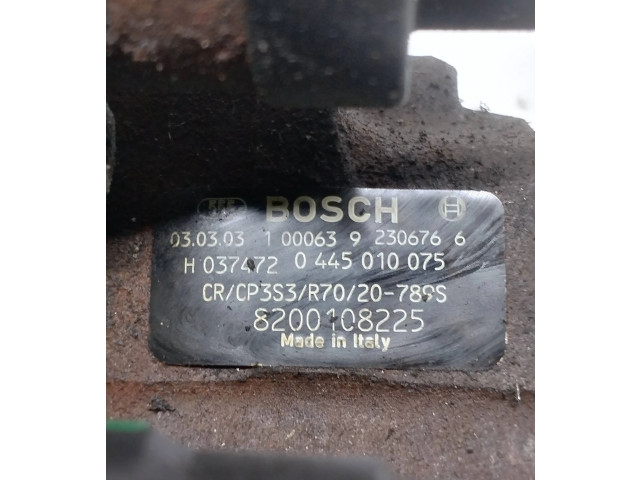 BOSCH
03.03.03 1 00063 9 230676 6
H 037472 0 445 010 075
CR/CP3S3/R70/20-789S
8200108225
Made in Italy